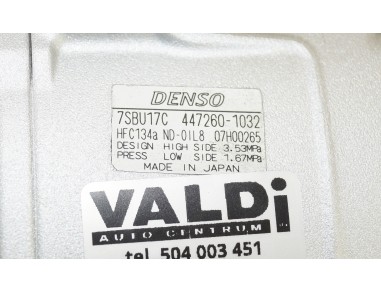 DENSO
7SBU17C 447260-1032
HFC134a ND-OIL8 07H00265
DESIGN HIGH SIDE 3.53MPa
PRESS LOW SIDE 1.67MPa
MADE IN JAPAN
VALDi
AUTO CENTRUM
tel 504 003 451